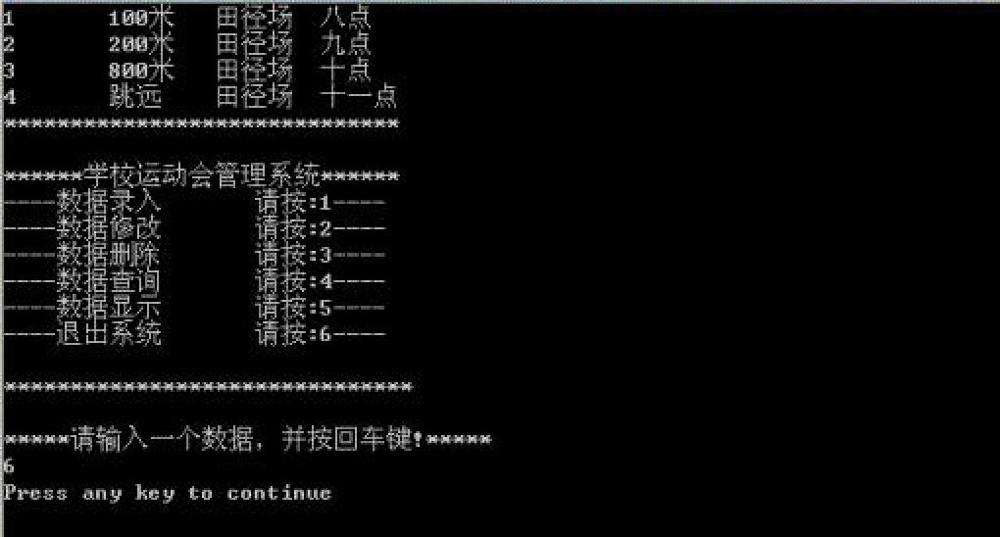 1       100米   田径场  八点
2       200米   田径场  九点
3       800米   田径场  十点
4       跳远    田径场  十一点
******************************
******学校运动会管理系统******
----数据录入       请按:1----
----数据修改       请按:2----
----数据删除       请按:3----
----数据查询       请按:4----
----数据显示       请按:5----
----退出系统       请按:6----
*******************************
*****请输入一个数据，并按回车键!*****
6
Press any key to continue